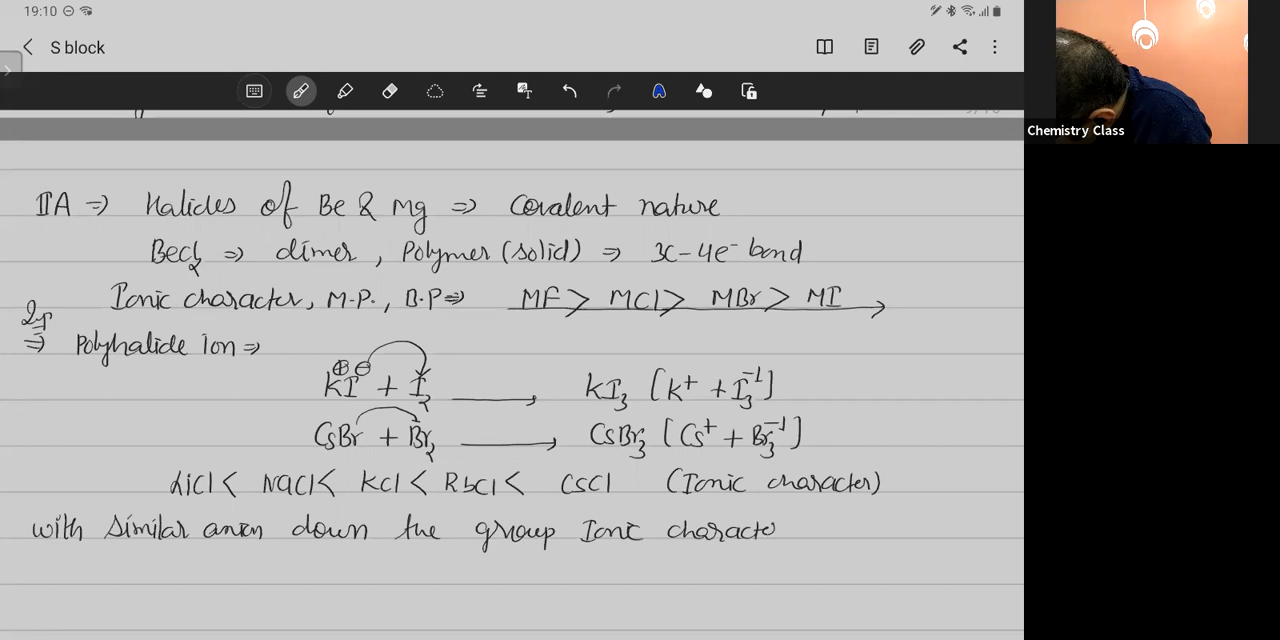 19:10
S block
Chemistry Class
IIA ⇒ Halides of Be & Mg ⇒ Covalent nature
BeCl2 ⇒ dimer, Polymer (solid) ⇒ 3C-4e⁻ bond
Ionic character, M.P., B.P ⇒ MF > MCl > MBr > MI
⇒ Polyhalide Ion ⇒
KI + I2 → KI3 [K+ + I3-1]
CsBr + Br2 → CsBr3 [Cs+ + Br3-1]
LiCl < NaCl < KCl < RbCl < CsCl (Ionic character)
with similar anion down the group Ionic characte